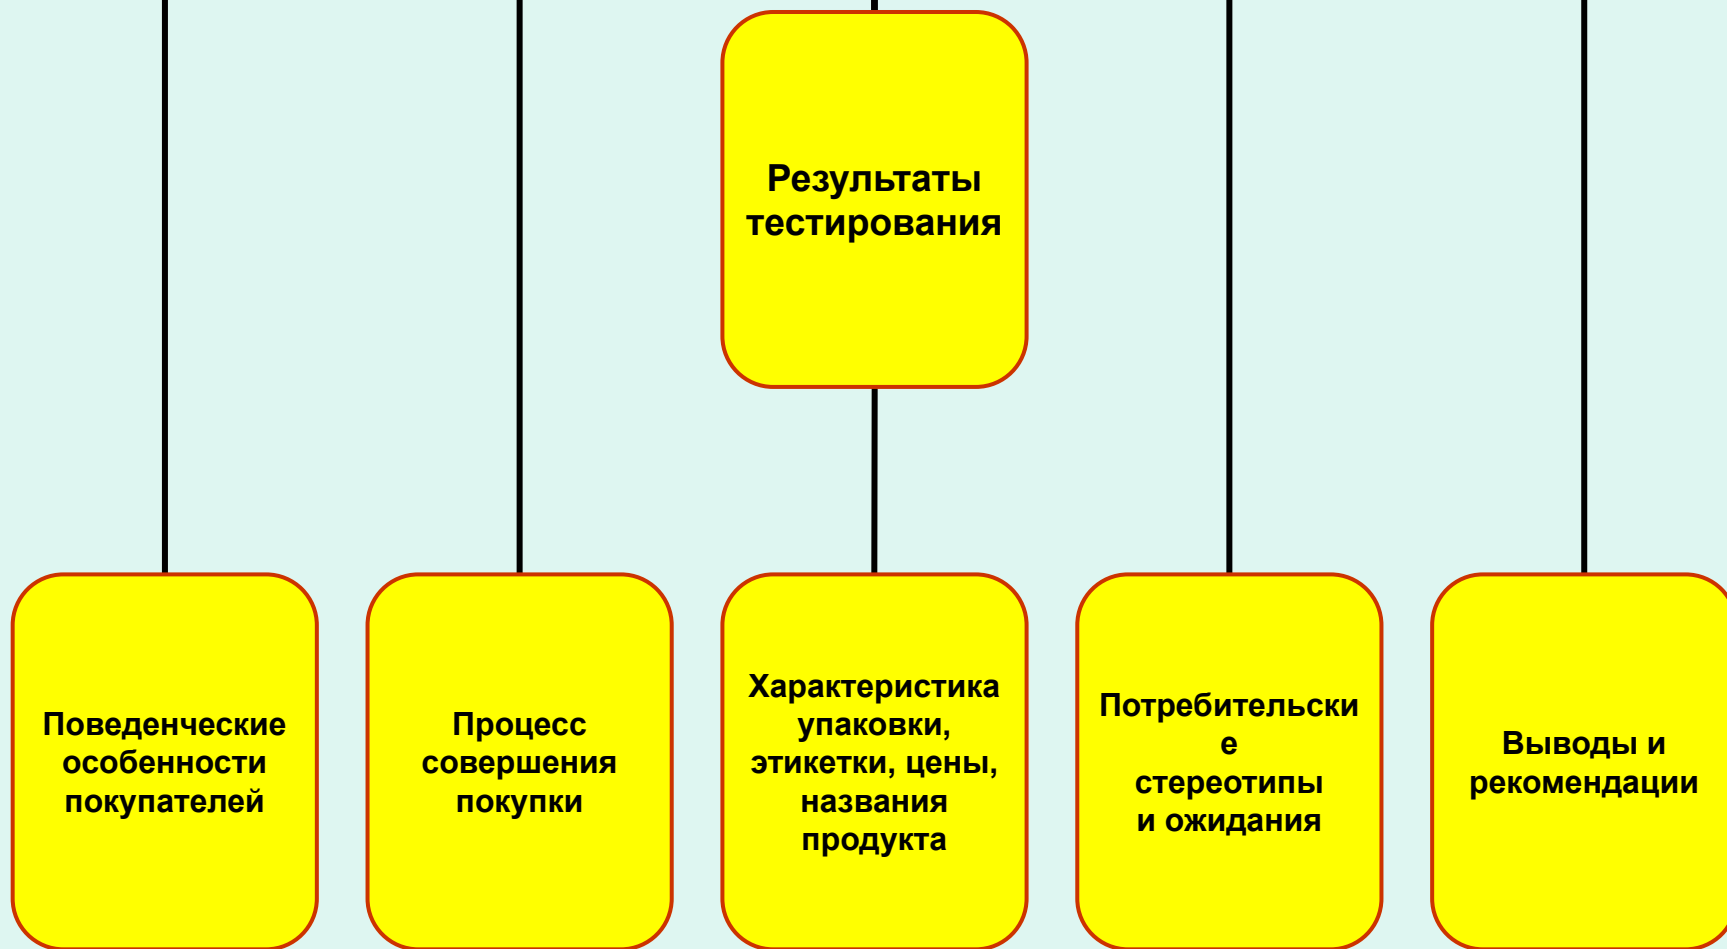 Результаты
тестирования
Поведенческие
особенности
покупателей
Процесс
совершения
покупки
Характеристика
упаковки,
этикетки, цены,
названия
продукта
Потребительски
е
стереотипы
и ожидания
Выводы и
рекомендации